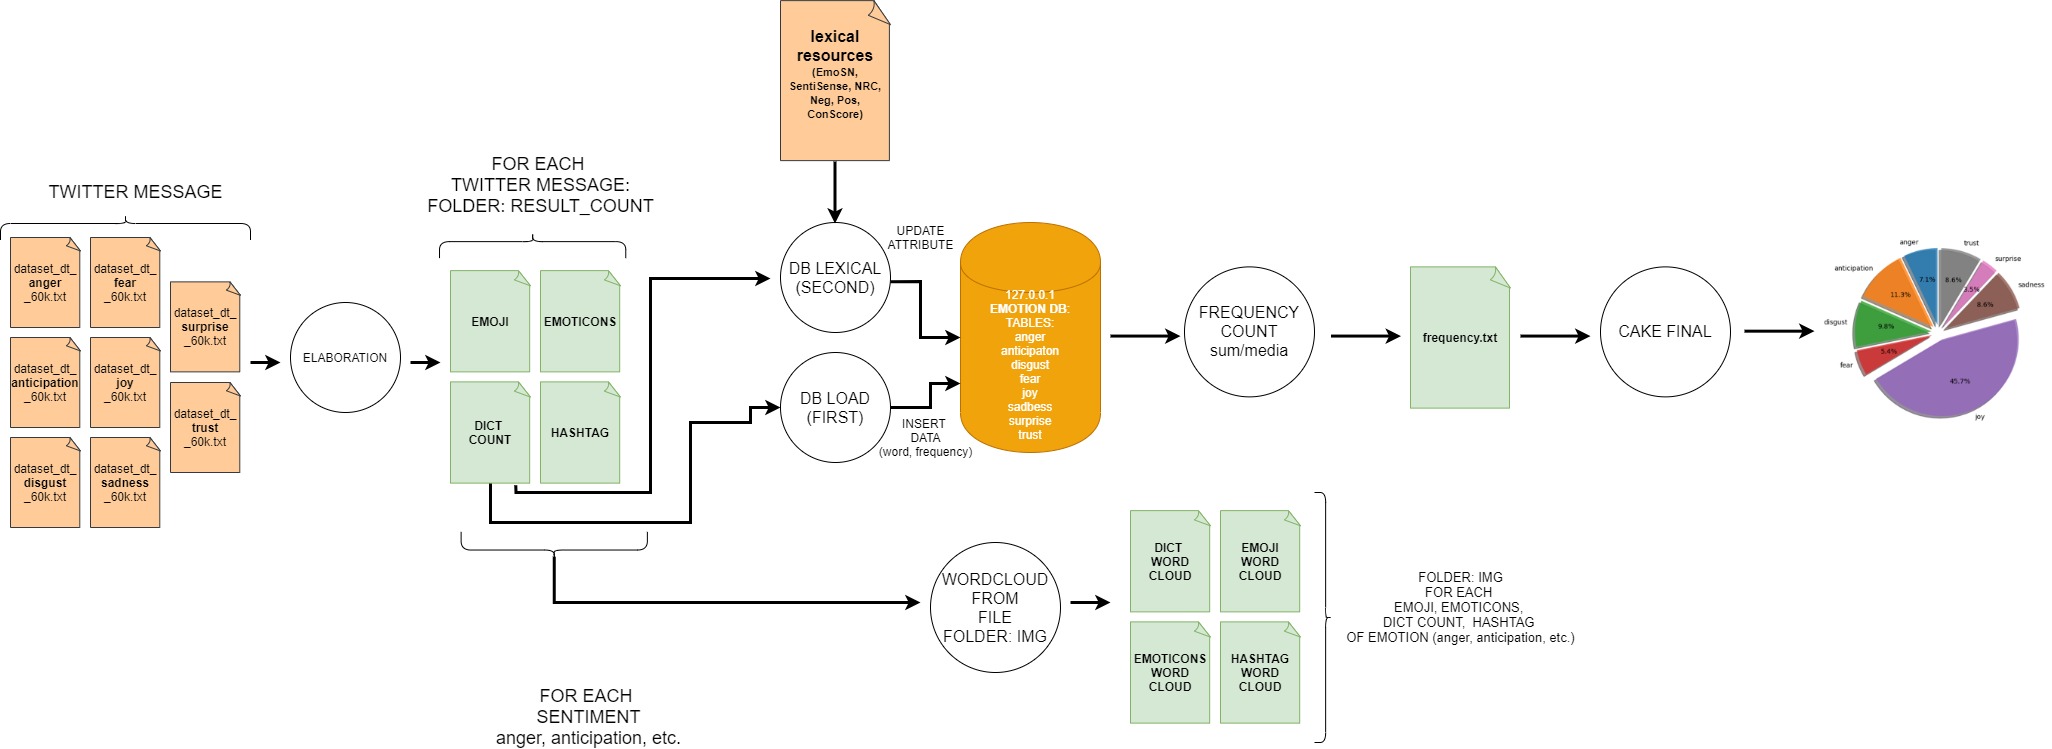 TWITTER MESSAGE
dataset_dt_
anger
_60k.txt
dataset_dt_
fear
_60k.txt
dataset_dt_
surprise
_60k.txt
dataset_dt_
anticipation
_60k.txt
dataset_dt_
joy
_60k.txt
dataset_dt_
trust
_60k.txt
dataset_dt_
disgust
_60k.txt
dataset_dt_
sadness
_60k.txt
ELABORATION
FOR EACH
TWITTER MESSAGE:
FOLDER: RESULT_COUNT
EMOJI
EMOTICONS
DICT
COUNT
HASHTAG
lexical
resources
(EmoSN,
SentiSense, NRC,
Neg, Pos,
ConScore)
DB LEXICAL
(SECOND)
UPDATE
ATTRIBUTE
DB LOAD
(FIRST)
INSERT
DATA
(word, frequency)
127.0.0.1
EMOTION DB:
TABLES:
anger
anticipaton
disgust
fear
joy
sadbess
surprise
trust
FREQUENCY
COUNT
sum/media
frequency.txt
CAKE FINAL
anger
7.1%
trust
8.6%
surprise
3.5%
sadness
8.6%
anticipation
11.3%
disgust
9.8%
fear
5.4%
45.7%
joy
WORDCLOUD
FROM
FILE
FOLDER: IMG
DICT
WORD
CLOUD
EMOJI
WORD
CLOUD
EMOTICONS
WORD
CLOUD
HASHTAG
WORD
CLOUD
FOLDER: IMG
FOR EACH
EMOJI, EMOTICONS,
DICT COUNT, HASHTAG
OF EMOTION (anger, anticipation, etc.)
FOR EACH
SENTIMENT
anger, anticipation, etc.